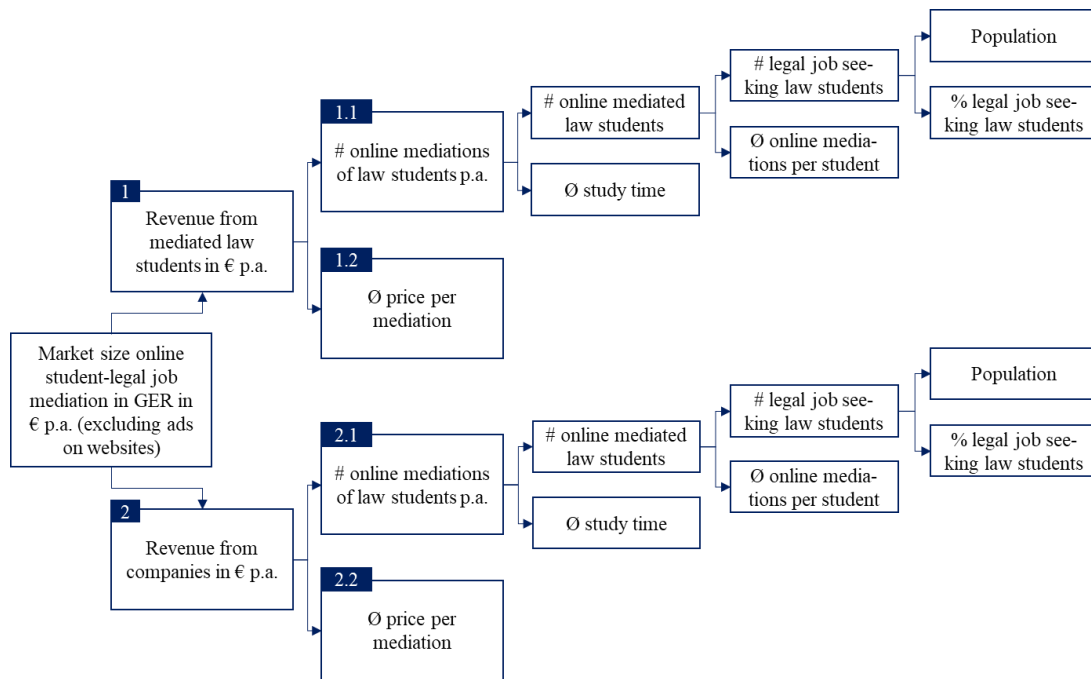 Population
# legal job see-
king law students
% legal job see-
king law students
1.1
# online mediated
law students
# online mediations
of law students p.a.
Ø online media-
tions per student
Ø study time
1
Revenue from
mediated law
students in € p.a.
1.2
Ø price per
mediation
Market size online
student-legal job
mediation in GER in
€ p.a. (excluding ads
on websites)
Population
# legal job see-
king law students
% legal job see-
king law students
2.1
# online mediated
law students
# online mediations
of law students p.a.
Ø online media-
tions per student
Ø study time
2
Revenue from
companies in € p.a.
2.2
Ø price per
mediation